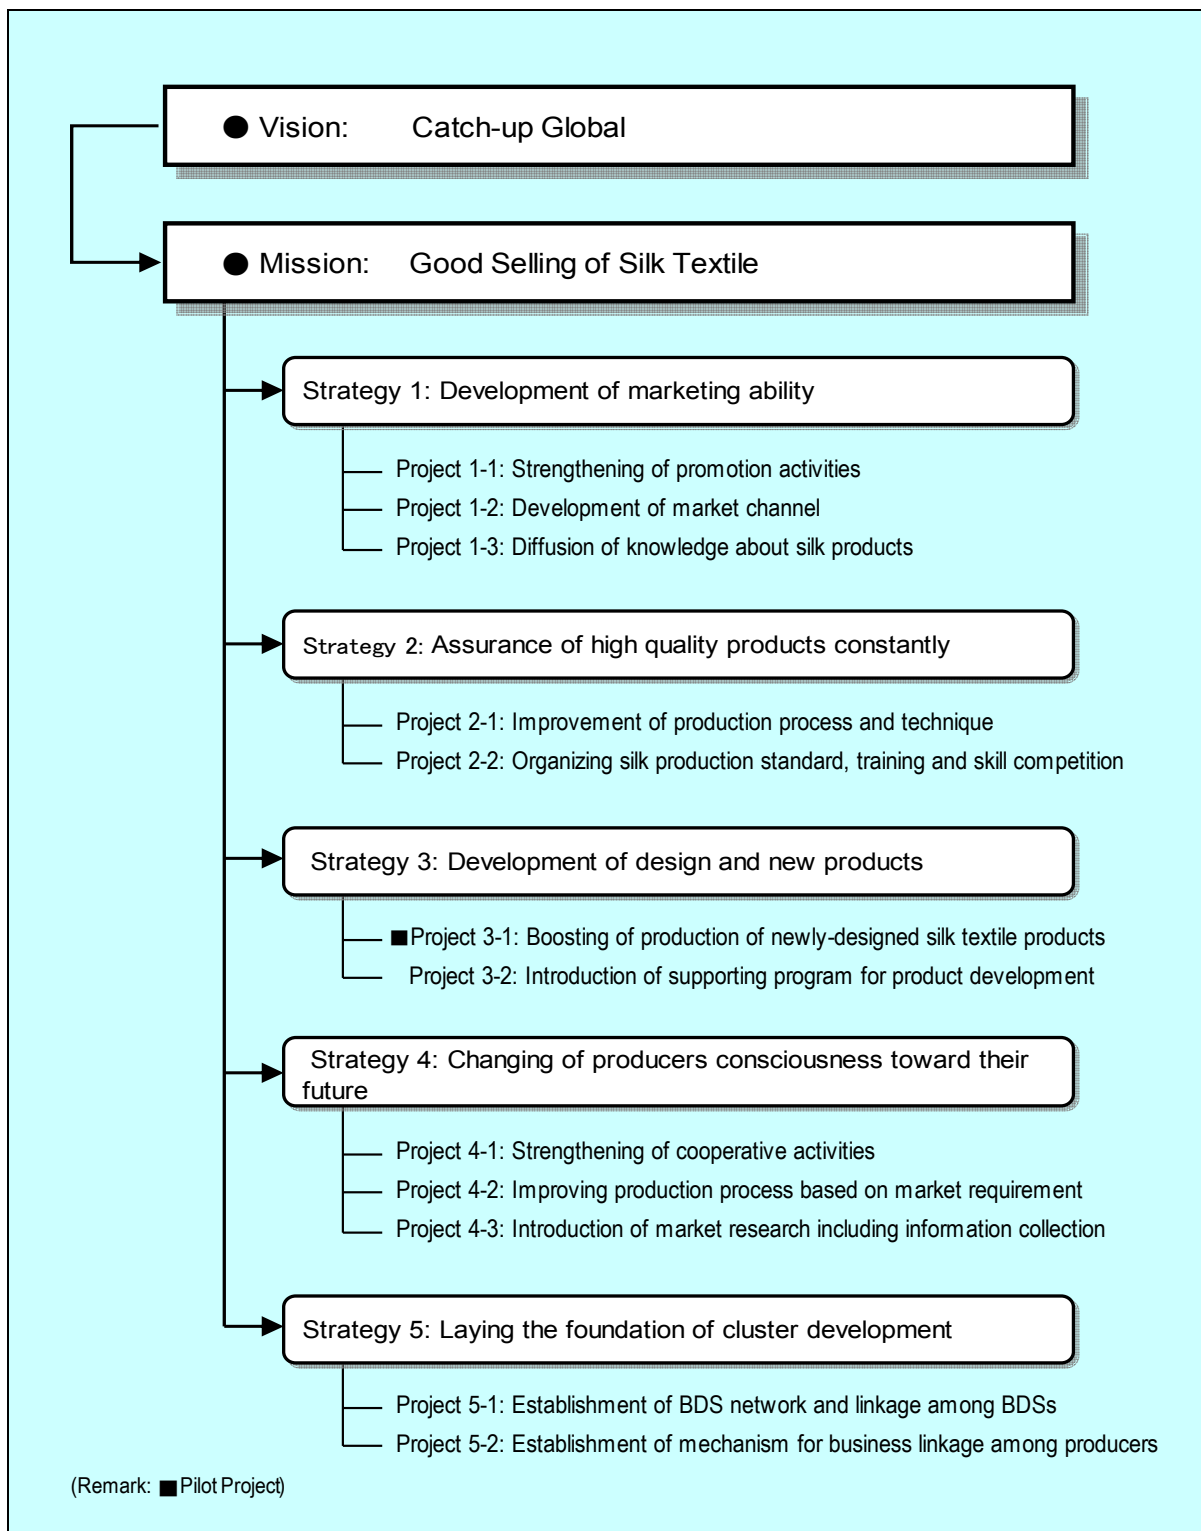 ● Vision: Catch-up Global
● Mission: Good Selling of Silk Textile
Strategy 1: Development of marketing ability
Project 1-1: Strengthening of promotion activities
Project 1-2: Development of market channel
Project 1-3: Diffusion of knowledge about silk products
Strategy 2: Assurance of high quality products constantly
Project 2-1: Improvement of production process and technique
Project 2-2: Organizing silk production standard, training and skill competition
Strategy 3: Development of design and new products
■Project 3-1: Boosting of production of newly-designed silk textile products
Project 3-2: Introduction of supporting program for product development
Strategy 4: Changing of producers consciousness toward their
future
Project 4-1: Strengthening of cooperative activities
Project 4-2: Improving production process based on market requirement
Project 4-3: Introduction of market research including information collection
Strategy 5: Laying the foundation of cluster development
Project 5-1: Establishment of BDS network and linkage among BDSs
Project 5-2: Establishment of mechanism for business linkage among producers
(Remark: ■Pilot Project)